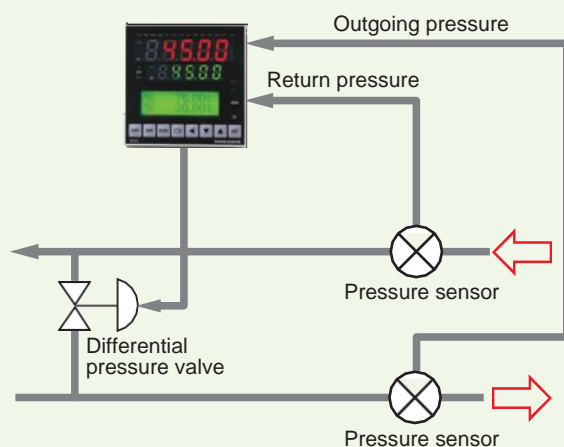 Outgoing pressure
45.00
45.00
Return pressure
Pressure sensor
Differential
pressure valve
Pressure sensor